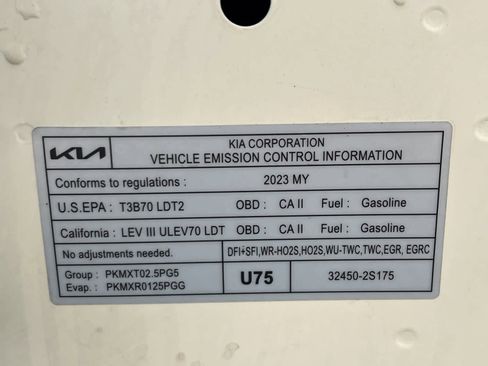 KIA
KIA CORPORATION
VEHICLE EMISSION CONTROL INFORMATION
Conforms to regulations : 2023 MY
U.S.EPA : T3B70 LDT2 OBD : CA II Fuel : Gasoline
California : LEV III ULEV70 LDT OBD : CA II Fuel : Gasoline
No adjustments needed. DFI+SFI,WR-HO2S,HO2S,WU-TWC,TWC,EGR, EGRC
Group : PKMXT02.5PG5
Evap. : PKMXR0125PGG
U75 32450-2S175